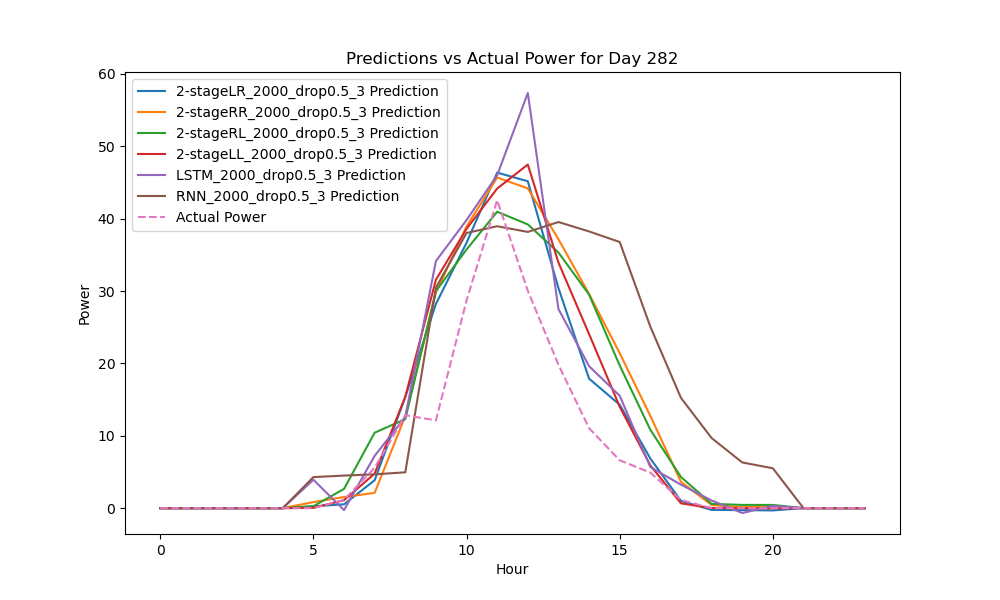 Predictions vs Actual Power for Day 282
60
50
40
30
20
10
0
Power
2-stageLR_2000_drop0.5_3 Prediction
2-stageRR_2000_drop0.5_3 Prediction
2-stageRL_2000_drop0.5_3 Prediction
2-stageLL_2000_drop0.5_3 Prediction
LSTM_2000_drop0.5_3 Prediction
RNN_2000_drop0.5_3 Prediction
Actual Power
0 5 10 15 20
Hour